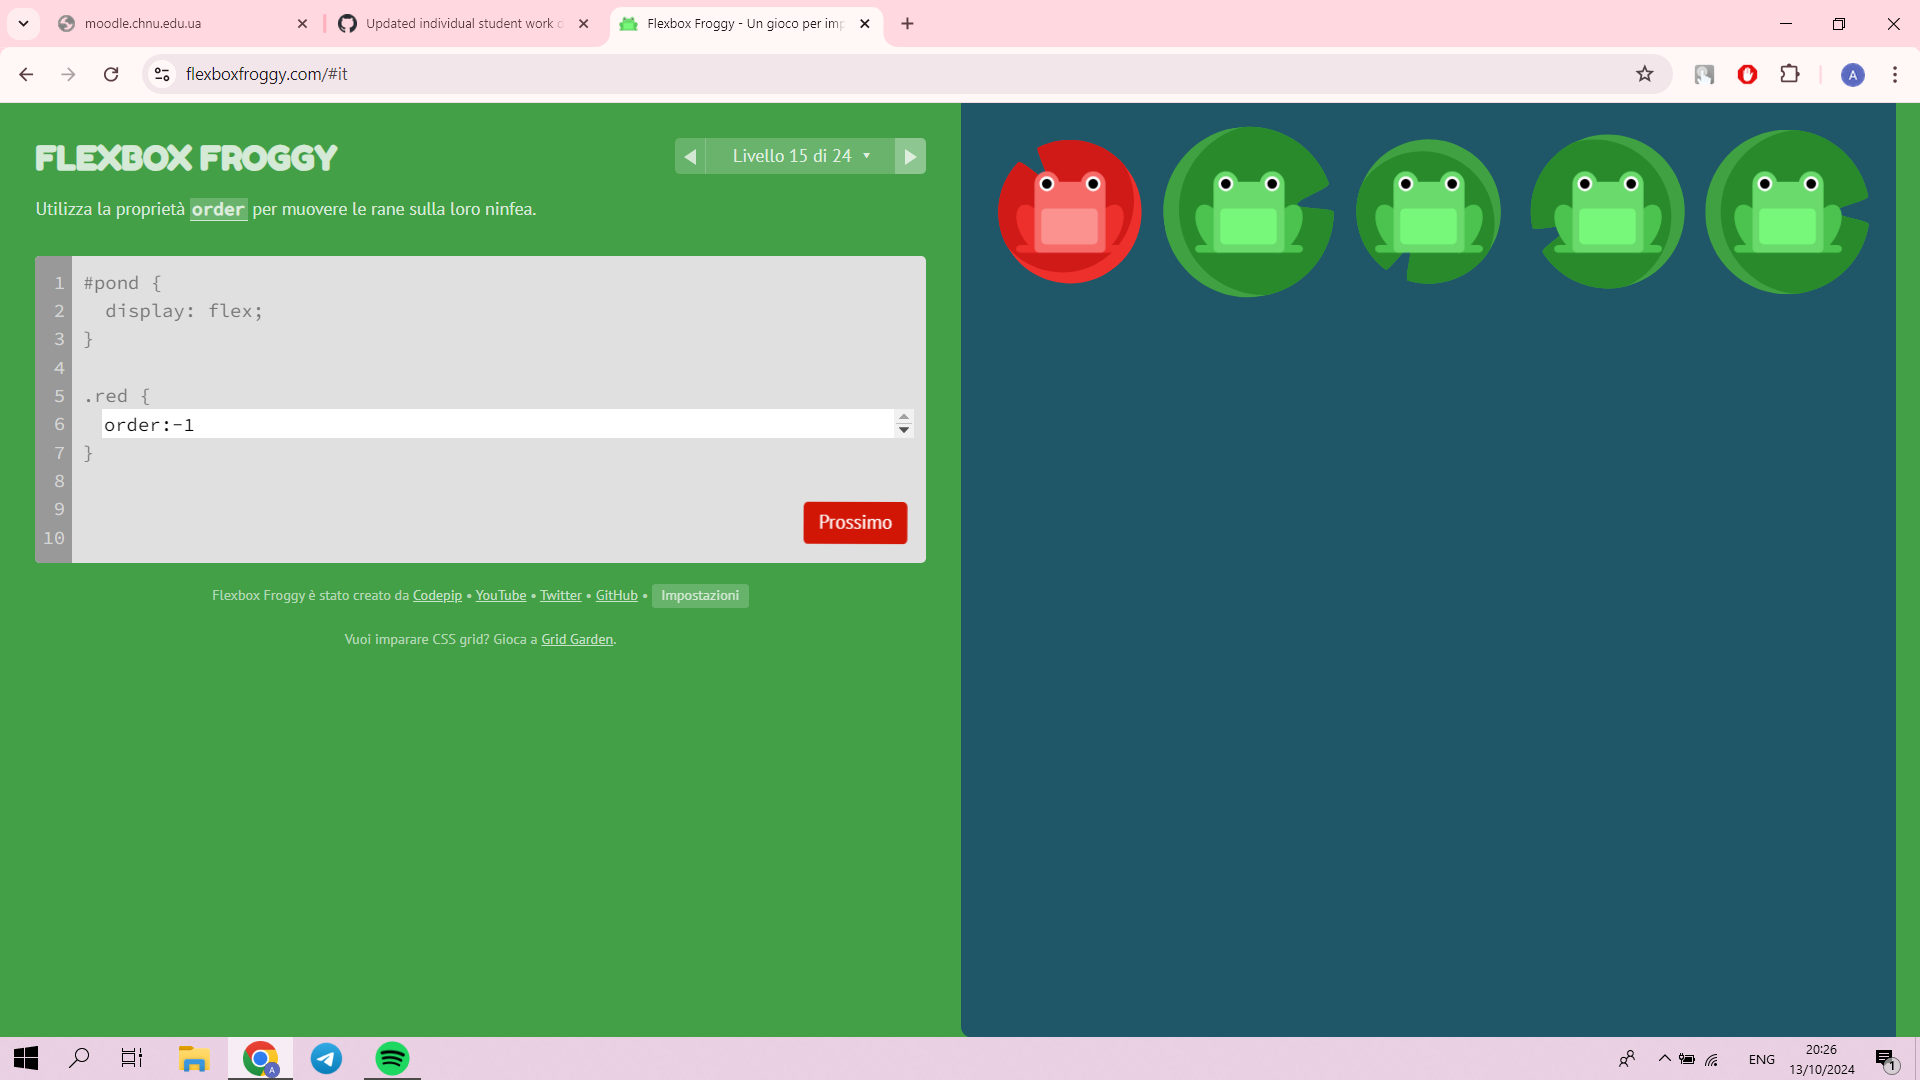 moodle.chnu.edu.ua
Updated individual student work d
Flexbox Froggy - Un gioco per imp
flexboxfroggy.com/#it
A
FLEXBOX FROGGY
Livello 15 di 24
Utilizza la proprietà order per muovere le rane sulla loro ninfea.
1 #pond {
2 display: flex;
3 }
4
5 .red {
6 order:-1
7 }
8
9
10
Prossimo
Flexbox Froggy è stato creato da Codepip • YouTube • Twitter • GitHub • Impostazioni
Vuoi imparare CSS grid? Gioca a Grid Garden.
A
ENG
20:26
13/10/2024
1